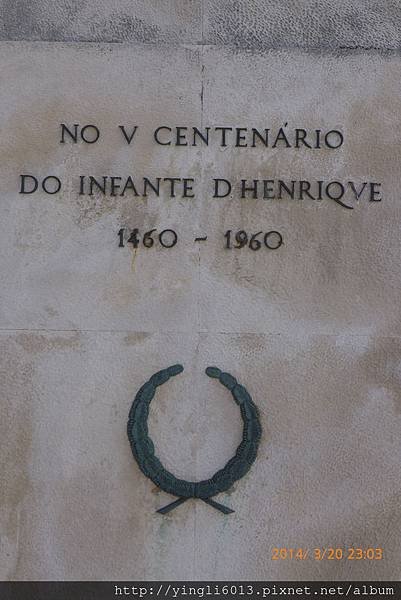 NO V CENTENÁRIO
DO INFANTE D HENRIQVE
1460 - 1960
2014/ 3/20 23:03
http://yingli6013.pixnet.net/album